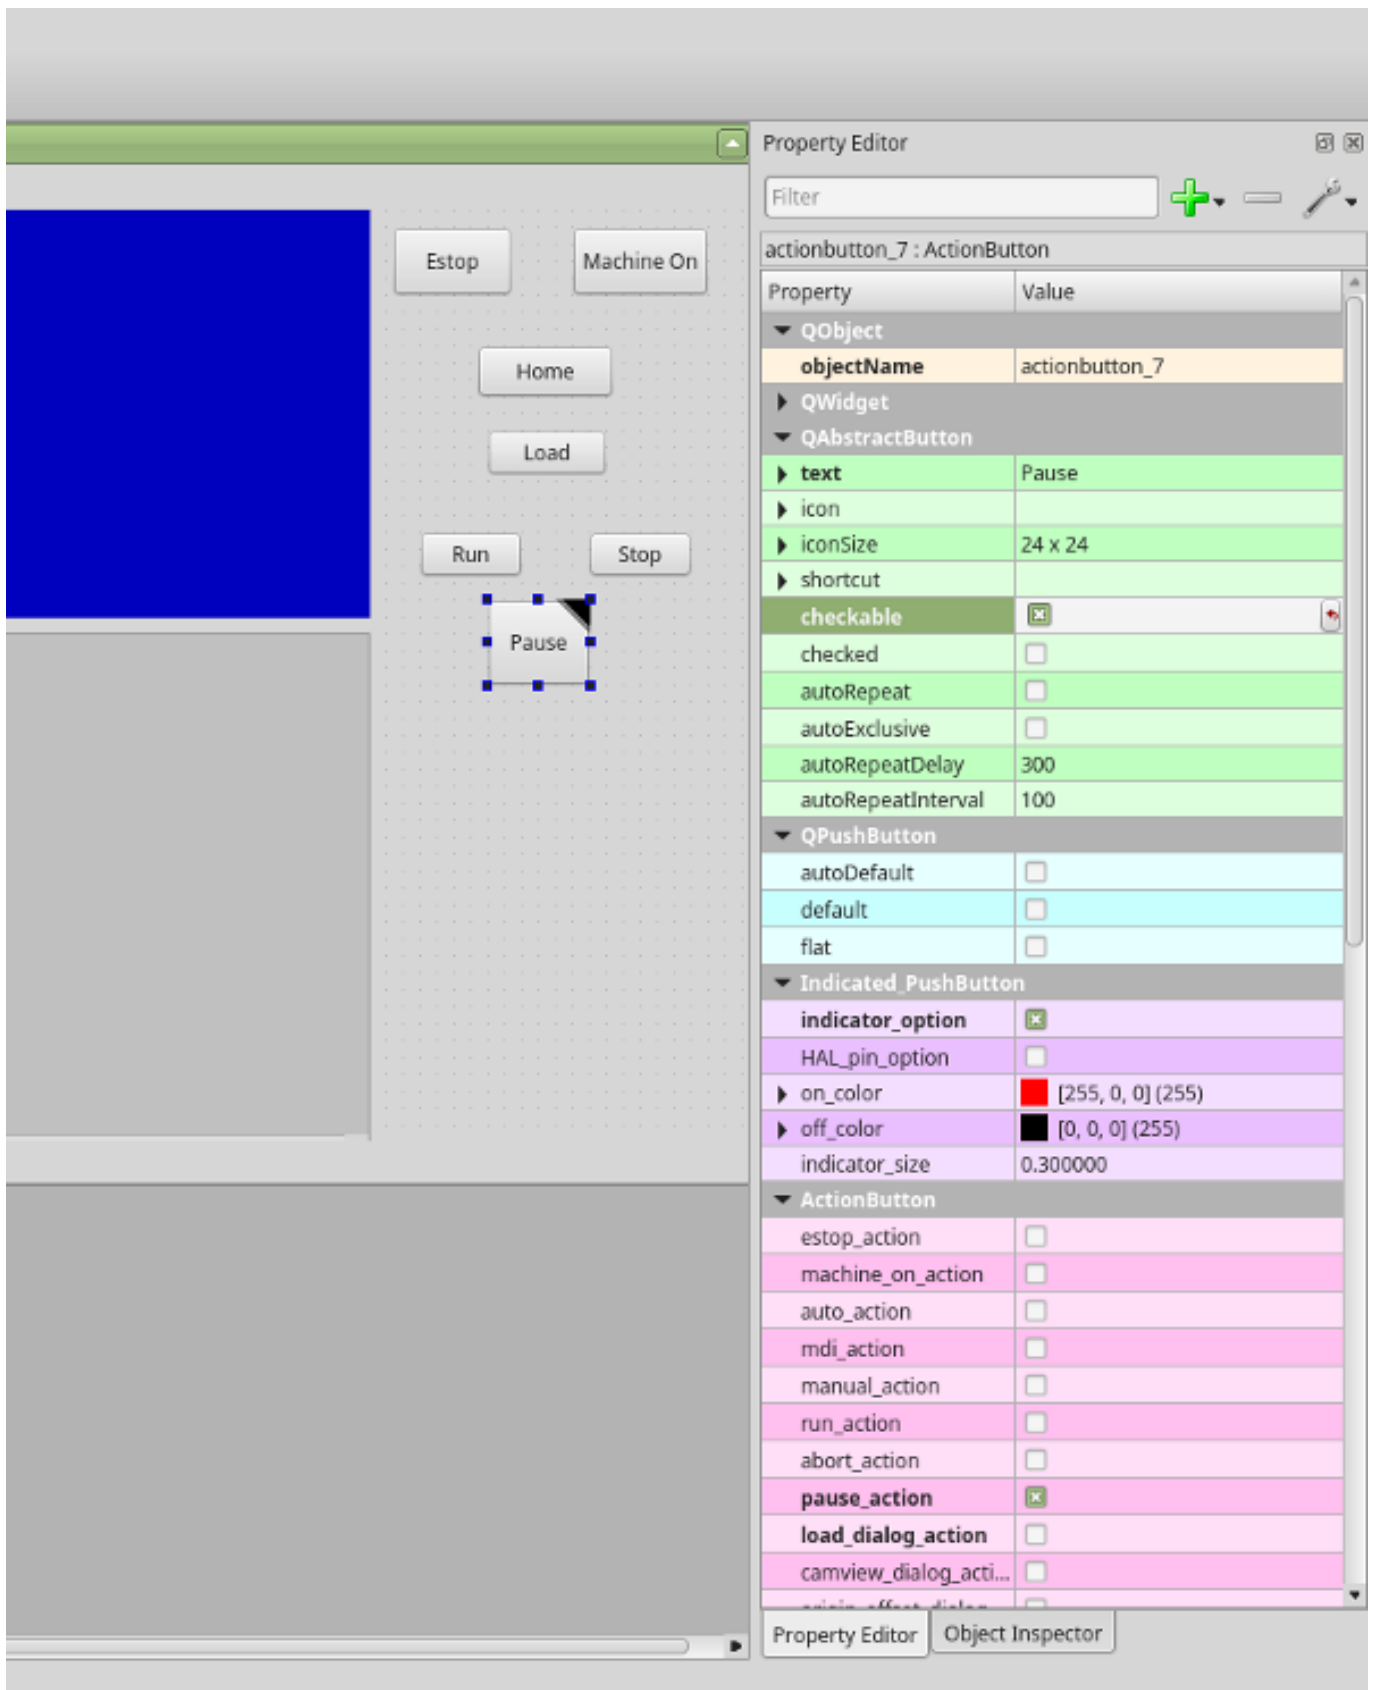 Estop
Machine On
Home
Load
Run
Stop
Pause
Property Editor
Filter
actionbutton_7 : ActionButton
Property Value
QObject
objectName actionbutton_7
QWidget
QAbstractButton
text Pause
icon
iconSize 24 x 24
shortcut
checkable
checked
autoRepeat
autoExclusive
autoRepeatDelay 300
autoRepeatInterval 100
QPushButton
autoDefault
default
flat
Indicated_PushButton
indicator_option
HAL_pin_option
on_color [255, 0, 0] (255)
off_color [0, 0, 0] (255)
indicator_size 0.300000
ActionButton
estop_action
machine_on_action
auto_action
mdi_action
manual_action
run_action
abort_action
pause_action
load_dialog_action
camview_dialog_acti...
Property Editor Object Inspector